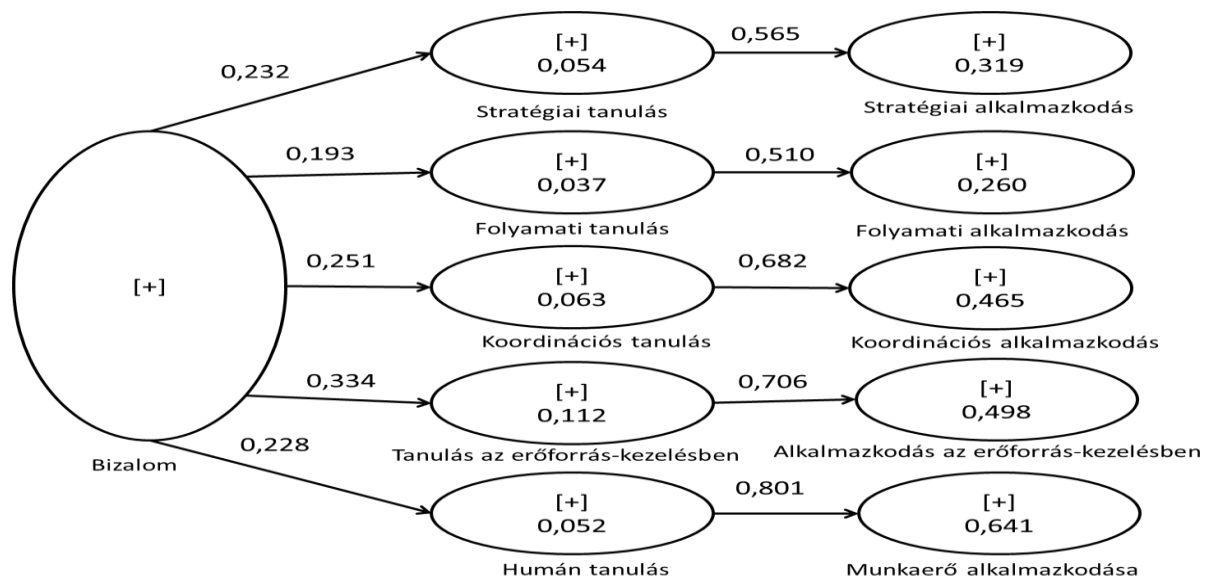 [+]
0,054
0,565
[+]
0,319
0,232
Stratégiai tanulás
Stratégiai alkalmazkodás
0,193
[+]
0,037
0,510
[+]
0,260
Folyamati tanulás
Folyamati alkalmazkodás
[+]
0,251
[+]
0,063
0,682
[+]
0,465
Koordinációs tanulás
Koordinációs alkalmazkodás
0,334
[+]
0,112
0,706
[+]
0,498
Bizalom
0,228
Tanulás az erőforrás-kezelésben
Alkalmazkodás az erőforrás-kezelésben
[+]
0,052
0,801
[+]
0,641
Humán tanulás
Munkaerő alkalmazkodása